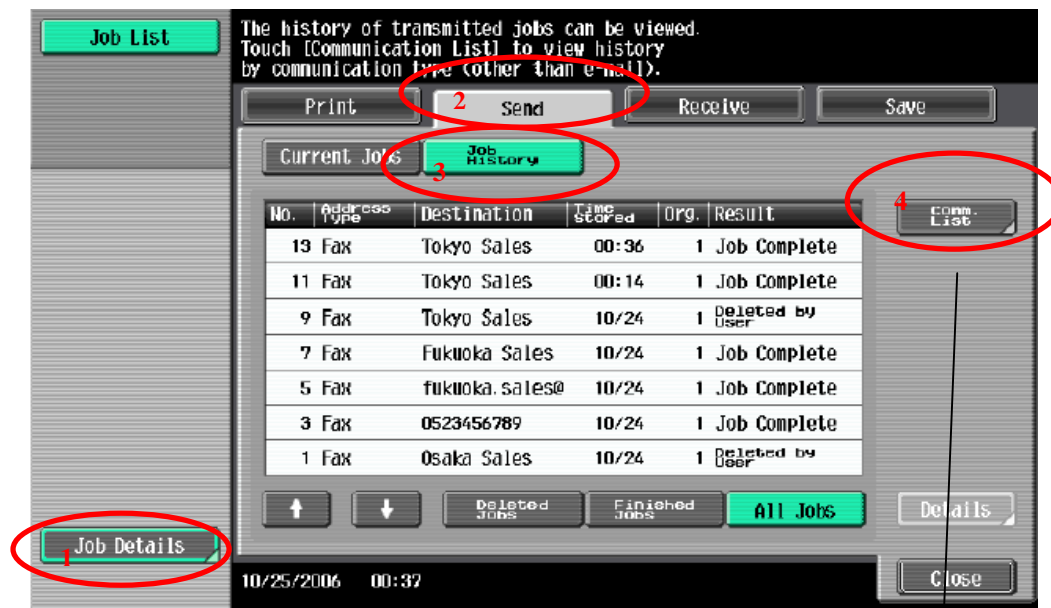 Job List
The history of transmitted jobs can be viewed.
Touch [Communication List] to view history
by communication type (other than e-mail).
Print 2 Send Receive Save
Current Jobs 3 Job History
4 Comm. List
No. Address Type Destination Time Stored Org. Result
13 Fax Tokyo Sales 00:36 1 Job Complete
11 Fax Tokyo Sales 00:14 1 Job Complete
9 Fax Tokyo Sales 10/24 1 Deleted by User
7 Fax Fukuoka Sales 10/24 1 Job Complete
5 Fax fukuoka.sales@ 10/24 1 Job Complete
3 Fax 0523456789 10/24 1 Job Complete
1 Fax Osaka Sales 10/24 1 Deleted by User
Deleted Jobs Finished Jobs All Jobs Details
1 Job Details
10/25/2006 00:37 Close